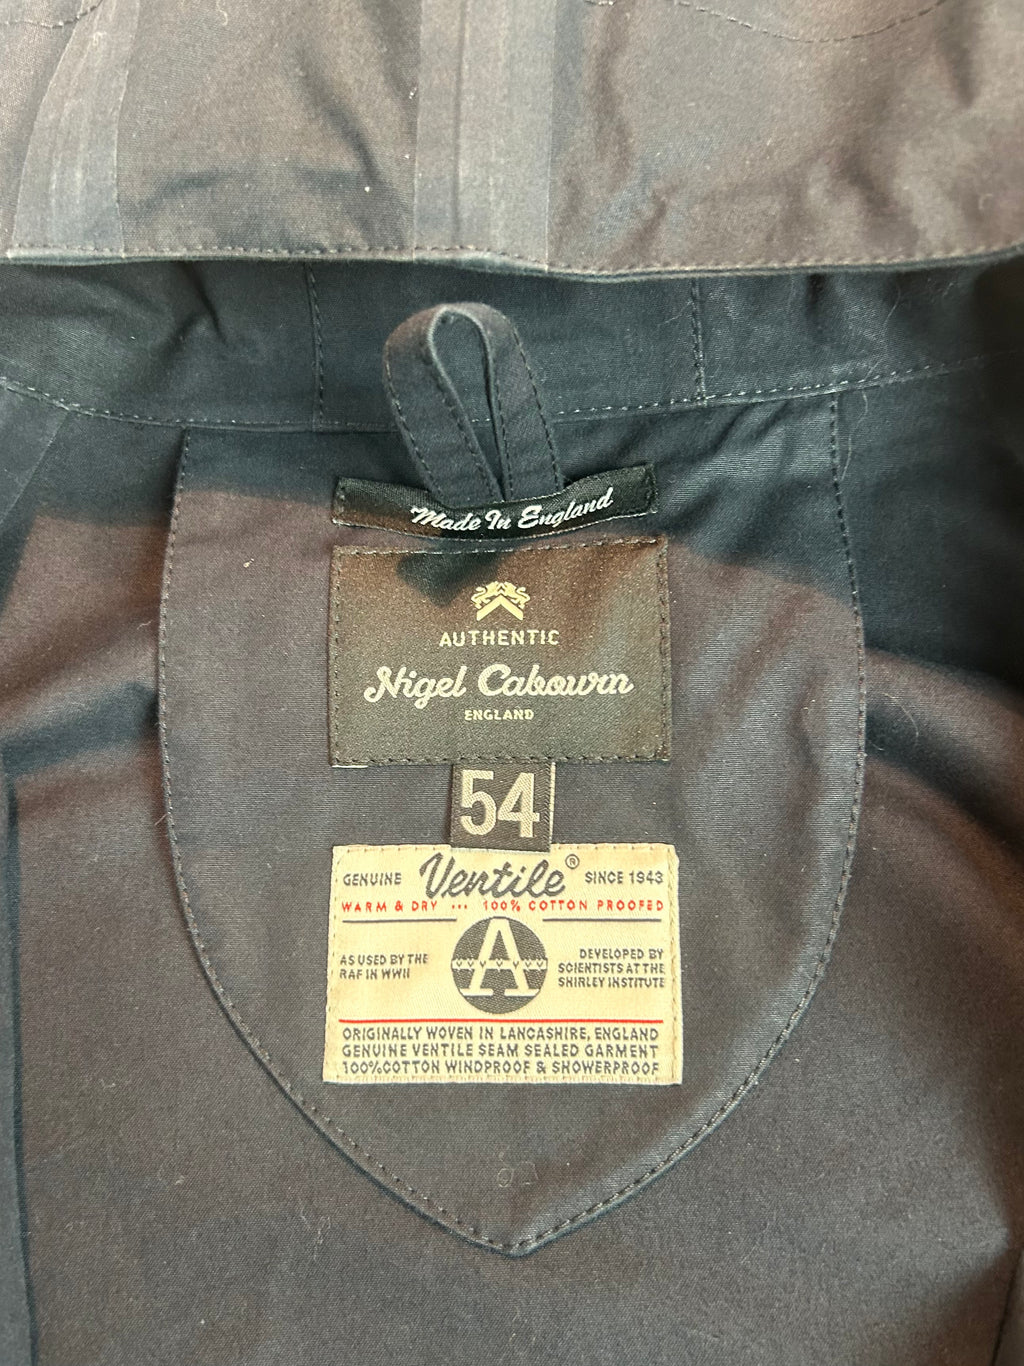 Made In England
AUTHENTIC
Nigel Cabourn
ENGLAND
54
GENUINE Ventile® SINCE 1943
WARM & DRY ... 100% COTTON PROOFED
AS USED BY THE
RAF IN WWII
A
DEVELOPED BY
SCIENTISTS AT THE
SHIRLEY INSTITUTE
ORIGINALLY WOVEN IN LANCASHIRE, ENGLAND
GENUINE VENTILE SEAM SEALED GARMENT
100%COTTON WINDPROOF & SHOWERPROOF